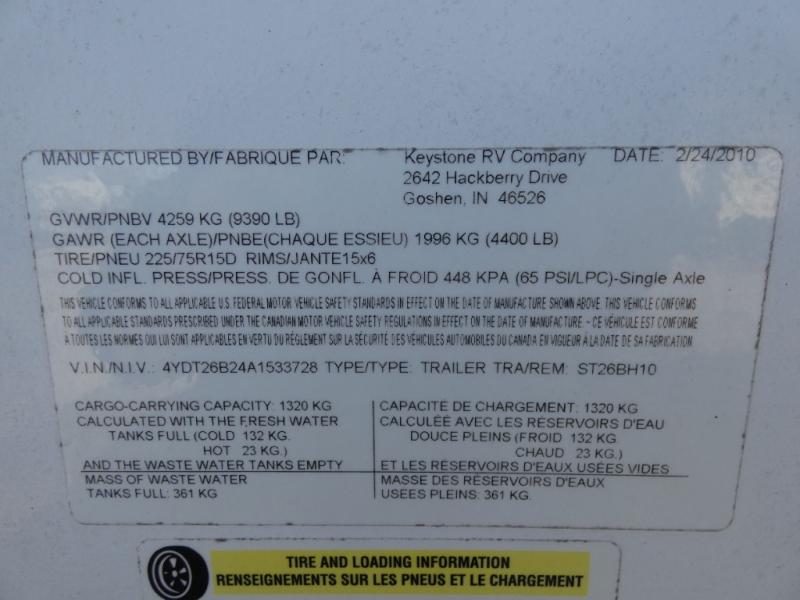 MANUFACTURED BY/FABRIQUE PAR: Keystone RV Company DATE: 2/24/2010
2642 Hackberry Drive
Goshen, IN 46526
GVWR/PNBV 4259 KG (9390 LB)
GAWR (EACH AXLE)/PNBE(CHAQUE ESSIEU) 1996 KG (4400 LB)
TIRE/PNEU 225/75R15D RIMS/JANTE15x6
COLD INFL. PRESS/PRESS. DE GONFL. À FROID 448 KPA (65 PSI/LPC)-Single Axle
THIS VEHICLE CONFORMS TO ALL APPLICABLE U.S. FEDERAL MOTOR VEHICLE SAFETY STANDARDS IN EFFECT ON THE DATE OF MANUFACTURE SHOWN ABOVE. THIS VEHICLE CONFORMS
TO ALL APPLICABLE STANDARDS PRESCRIBED UNDER THE CANADIAN MOTOR VEHICLE SAFETY REGULATIONS IN EFFECT ON THE DATE OF MANUFACTURE. - CE VÉHICULE EST CONFORME
À TOUTES LES NORMES QUI LUI SONT APPLICABLES EN VERTU DU RÉGLEMENT SUR LA SÉCURITÉ DES VÉHICULES AUTOMOBILES DU CANADA EN VIGUEUR À LA DATE DE SA FABRICATION.
V.I.N./N.I.V.: 4YDT26B24A1533728 TYPE/TYPE: TRAILER TRA/REM: ST26BH10
CARGO-CARRYING CAPACITY: 1320 KG
CALCULATED WITH THE FRESH WATER
TANKS FULL (COLD 132 KG.
HOT 23 KG.)
AND THE WASTE WATER TANKS EMPTY
MASS OF WASTE WATER
TANKS FULL: 361 KG
CAPACITÉ DE CHARGEMENT: 1320 KG
CALCULÉE AVEC LES RÉSERVOIRS D'EAU
DOUCE PLEINS (FROID 132 KG.
CHAUD 23 KG.)
ET LES RÉSERVOIRS D'EAUX USÉES VIDES
MASSE DES RÉSERVOIRS D'EAUX
USÉES PLEINS: 361 KG.
TIRE AND LOADING INFORMATION
RENSEIGNEMENTS SUR LES PNEUS ET LE CHARGEMENT